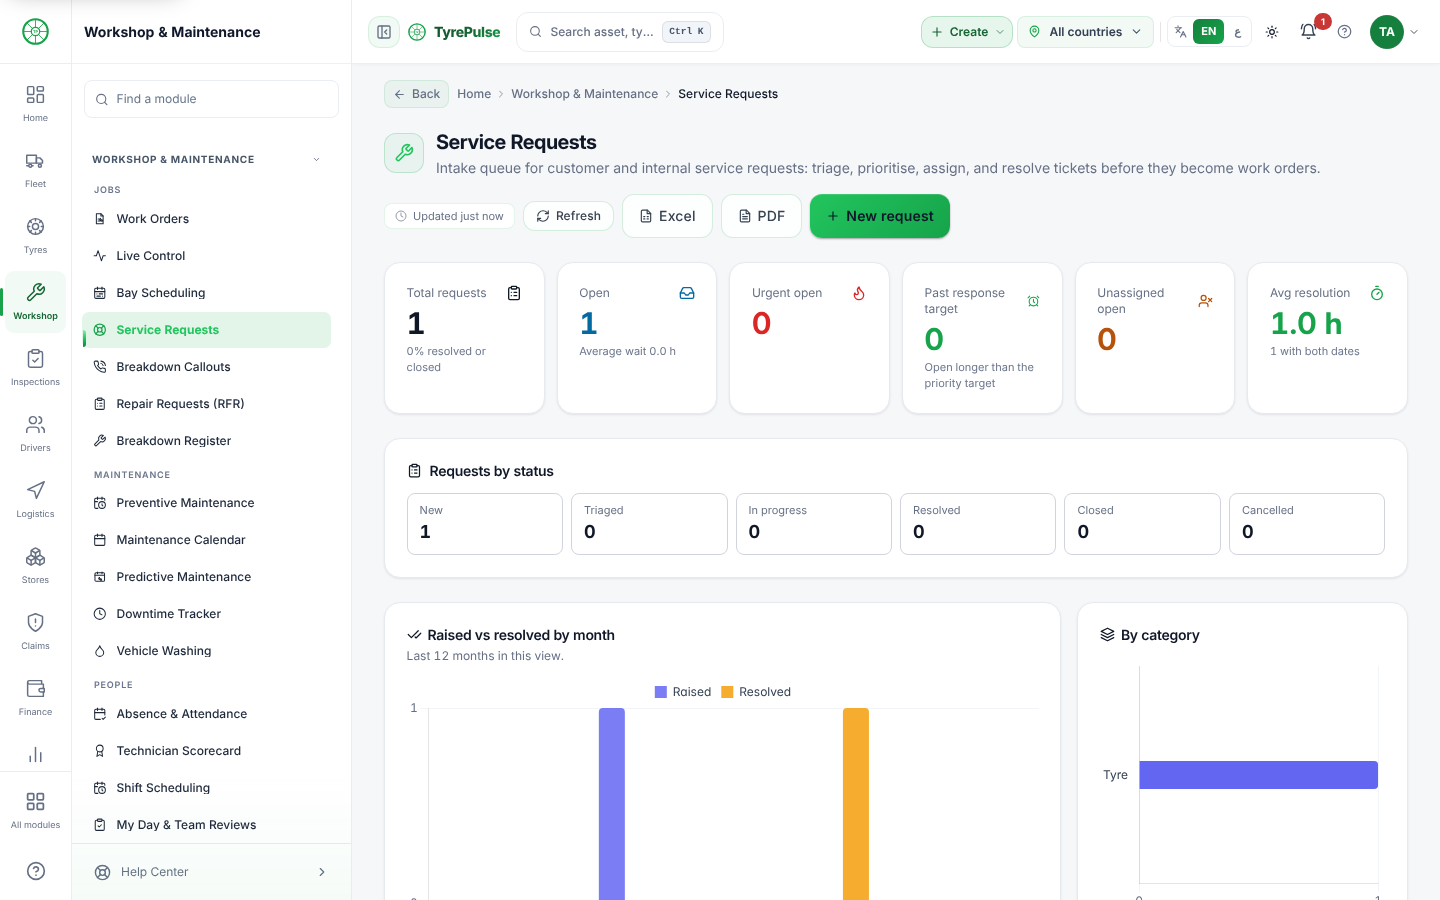 Workshop & Maintenance
TyrePulse
Search asset, ty...
Ctrl K
Create
All countries
EN
ع
1
TA
Home
Fleet
Tyres
Workshop
Inspections
Drivers
Logistics
Stores
Claims
Finance
All modules
Find a module
WORKSHOP & MAINTENANCE
JOBS
Work Orders
Live Control
Bay Scheduling
Service Requests
Breakdown Callouts
Repair Requests (RFR)
Breakdown Register
MAINTENANCE
Preventive Maintenance
Maintenance Calendar
Predictive Maintenance
Downtime Tracker
Vehicle Washing
PEOPLE
Absence & Attendance
Technician Scorecard
Shift Scheduling
My Day & Team Reviews
Help Center
Back
Home
Workshop & Maintenance
Service Requests
Service Requests
Intake queue for customer and internal service requests: triage, prioritise, assign, and resolve tickets before they become work orders.
Updated just now
Refresh
Excel
PDF
New request
Total requests
1
0% resolved or
closed
Open
1
Average wait 0.0 h
Urgent open
0
Past response
target
0
Open longer than the
priority target
Unassigned
open
0
Avg resolution
1.0 h
1 with both dates
Requests by status
New
1
Triaged
0
In progress
0
Resolved
0
Closed
0
Cancelled
0
Raised vs resolved by month
Last 12 months in this view.
Raised
Resolved
1
By category
Tyre